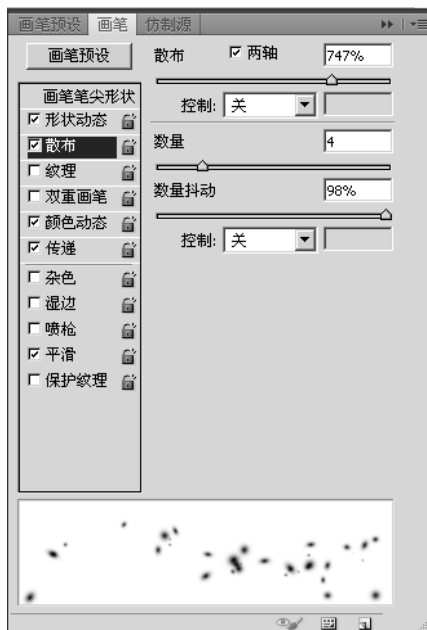 画笔预设 画笔 仿制源
画笔预设
画笔笔尖形状
形状动态
散布
纹理
双重画笔
颜色动态
传递
杂色
湿边
喷枪
平滑
保护纹理
散布 两轴 747%
控制: 关
数量 4
数量抖动 98%
控制: 关